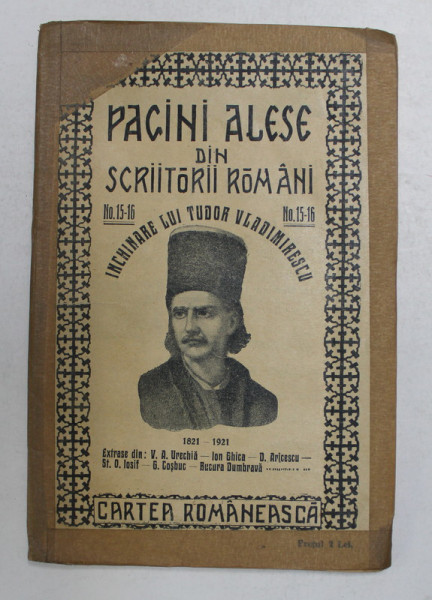 PAGINI ALESE
DIN
SCRIITORII ROMÂNI
No. 15-16 No. 15-16
INCHINARE LUI TUDOR VLADIMIRESCU
1821 — 1921
Extrase din: V. A. Urechiă — Ion Ghica — D. Aricescu —
St. O. Iosif — G. Coşbuc — Bucura Dumbravă
CARTEA ROMÂNEASCĂ
Preţul 2 Lei.